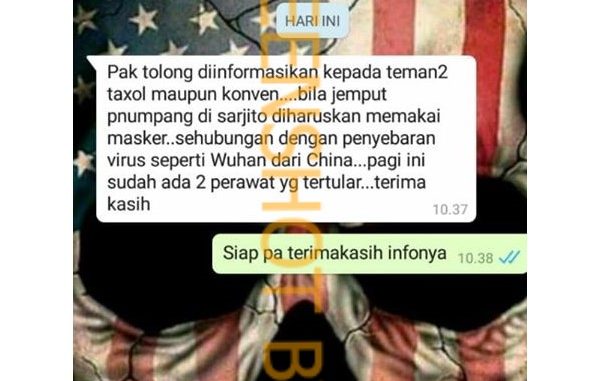 HARI INI
Pak tolong diinformasikan kepada teman2
taxol maupun konven....bila jemput
pnumpang di sarjito diharuskan memakai
masker..sehubungan dengan penyebaran
virus seperti Wuhan dari China...pagi ini
sudah ada 2 perawat yg tertular...terima
kasih
10.37
Siap pa terimakasih infonya 10.38
EENSHOT B